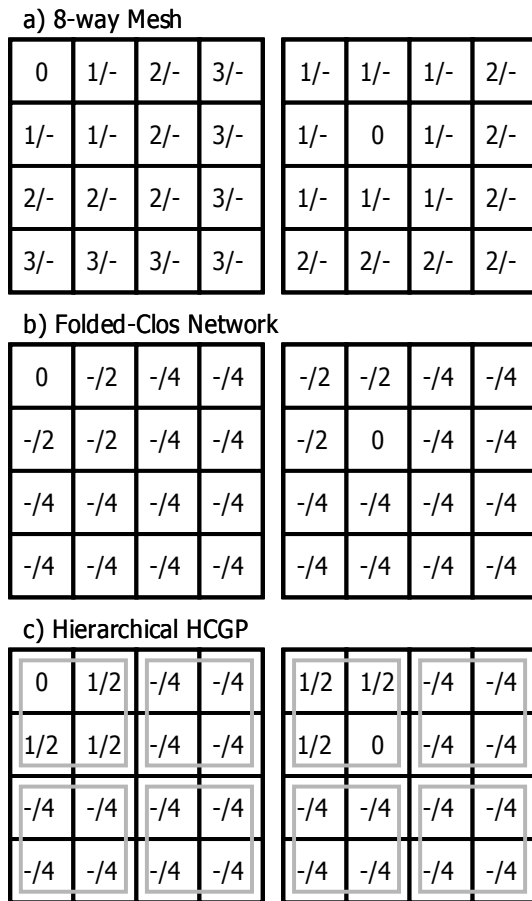 a) 8-way Mesh
0 1/- 2/- 3/- 1/- 1/- 1/- 2/-
1/- 1/- 2/- 3/- 1/- 0 1/- 2/-
2/- 2/- 2/- 3/- 1/- 1/- 1/- 2/-
3/- 3/- 3/- 3/- 2/- 2/- 2/- 2/-
b) Folded-Clos Network
0 -/2 -/4 -/4 -/2 -/2 -/4 -/4
-/2 -/2 -/4 -/4 -/2 0 -/4 -/4
-/4 -/4 -/4 -/4 -/4 -/4 -/4 -/4
-/4 -/4 -/4 -/4 -/4 -/4 -/4 -/4
c) Hierarchical HCGP
0 1/2 -/4 -/4 1/2 1/2 -/4 -/4
1/2 1/2 -/4 -/4 1/2 0 -/4 -/4
-/4 -/4 -/4 -/4 -/4 -/4 -/4 -/4
-/4 -/4 -/4 -/4 -/4 -/4 -/4 -/4